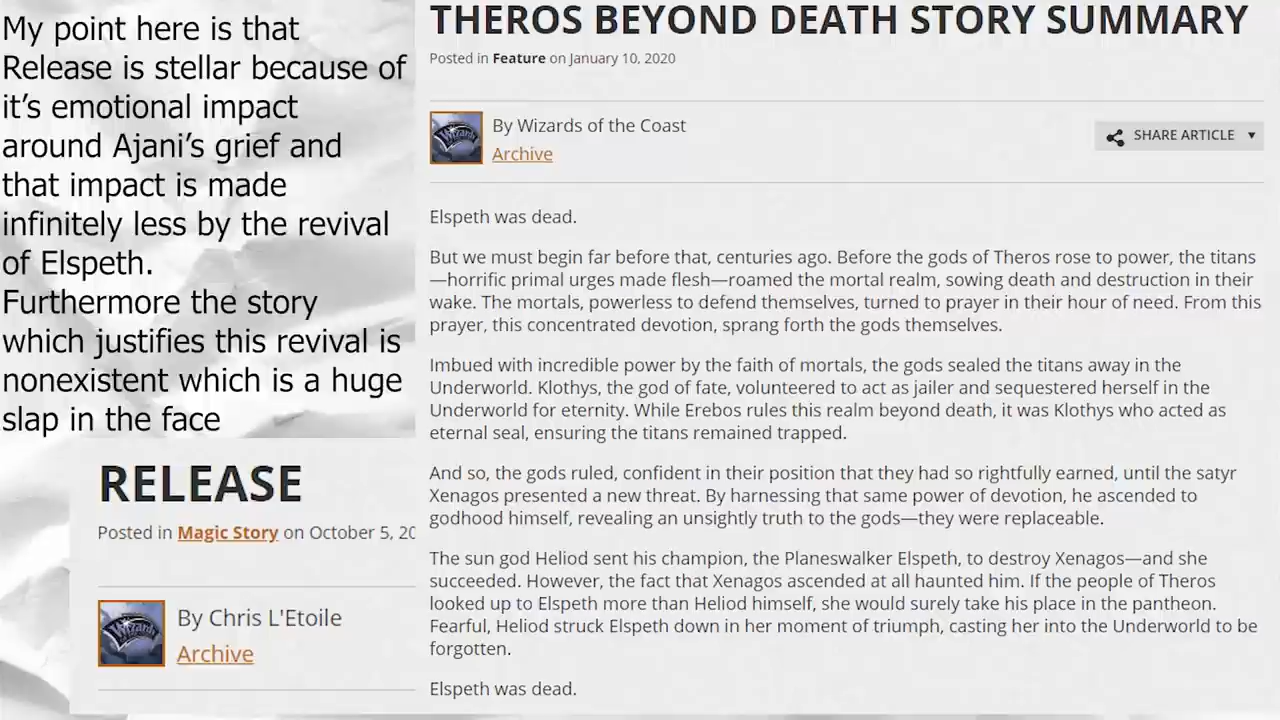 My point here is that
Release is stellar because of
it's emotional impact
around Ajani's grief and
that impact is made
infinitely less by the revival
of Elspeth.
Furthermore the story
which justifies this revival is
nonexistent which is a huge
slap in the face
RELEASE
Posted in Magic Story on October 5, 20
By Chris L'Etoile
Archive
THEROS BEYOND DEATH STORY SUMMARY
Posted in Feature on January 10, 2020
By Wizards of the Coast
Archive
SHARE ARTICLE
Elspeth was dead.
But we must begin far before that, centuries ago. Before the gods of Theros rose to power, the titans
—horrific primal urges made flesh—roamed the mortal realm, sowing death and destruction in their
wake. The mortals, powerless to defend themselves, turned to prayer in their hour of need. From this
prayer, this concentrated devotion, sprang forth the gods themselves.
Imbued with incredible power by the faith of mortals, the gods sealed the titans away in the
Underworld. Klothys, the god of fate, volunteered to act as jailer and sequestered herself in the
Underworld for eternity. While Erebos rules this realm beyond death, it was Klothys who acted as
eternal seal, ensuring the titans remained trapped.
And so, the gods ruled, confident in their position that they had so rightfully earned, until the satyr
Xenagos presented a new threat. By harnessing that same power of devotion, he ascended to
godhood himself, revealing an unsightly truth to the gods—they were replaceable.
The sun god Heliod sent his champion, the Planeswalker Elspeth, to destroy Xenagos—and she
succeeded. However, the fact that Xenagos ascended at all haunted him. If the people of Theros
looked up to Elspeth more than Heliod himself, she would surely take his place in the pantheon.
Fearful, Heliod struck Elspeth down in her moment of triumph, casting her into the Underworld to be
forgotten.
Elspeth was dead.